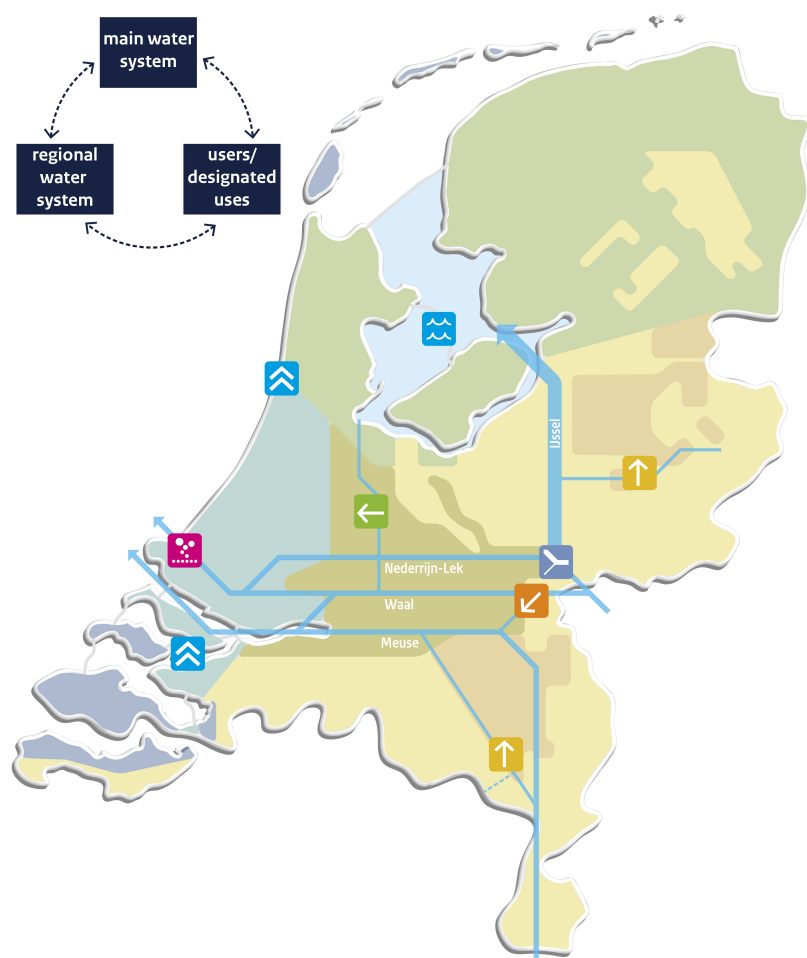 main water
system
regional
water
system
users/
designated
uses
IJssel
Nederrijn-Lek
Waal
Meuse